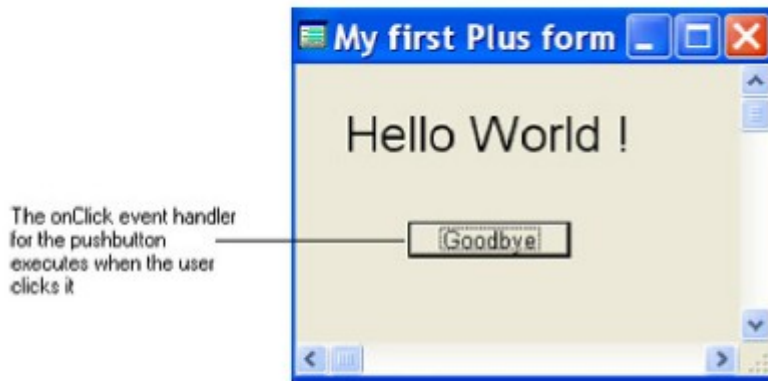 My first Plus form
Hello World !
The onClick event handler
for the pushbutton
executes when the user
clicks it
Goodbye